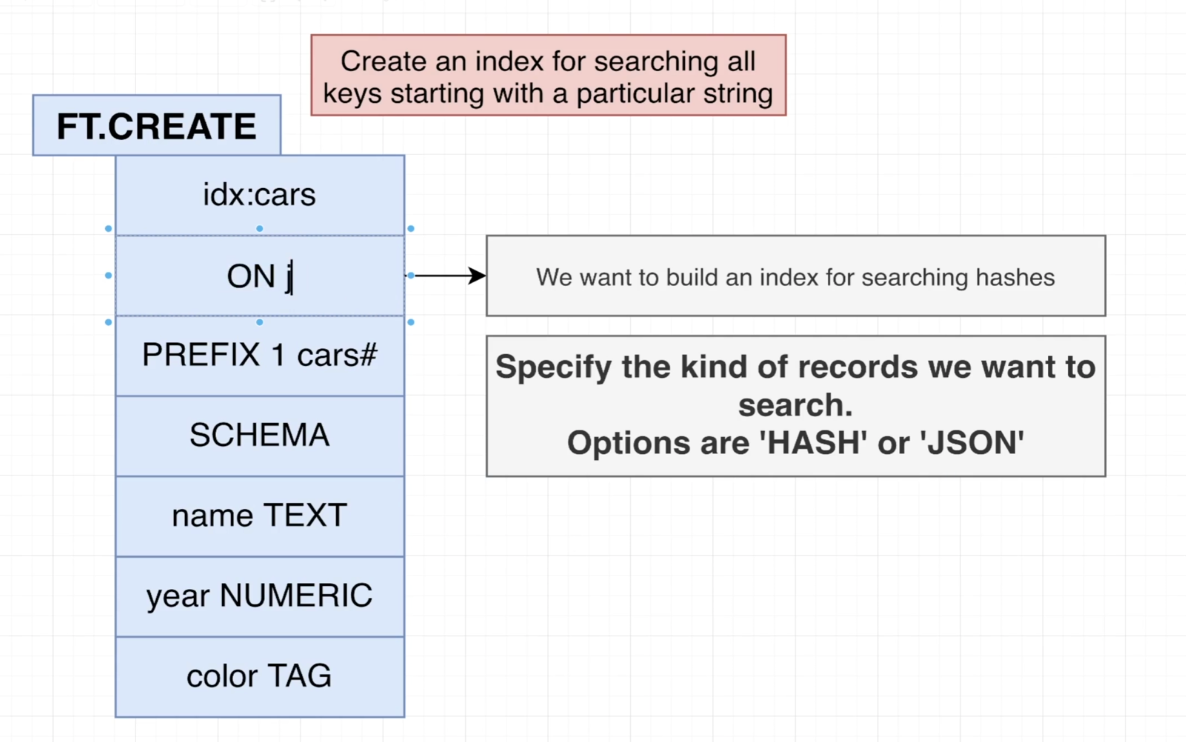 Create an index for searching all
keys starting with a particular string
FT.CREATE
idx:cars
ON j
We want to build an index for searching hashes
PREFIX 1 cars#
Specify the kind of records we want to
search.
Options are 'HASH' or 'JSON'
SCHEMA
name TEXT
year NUMERIC
color TAG